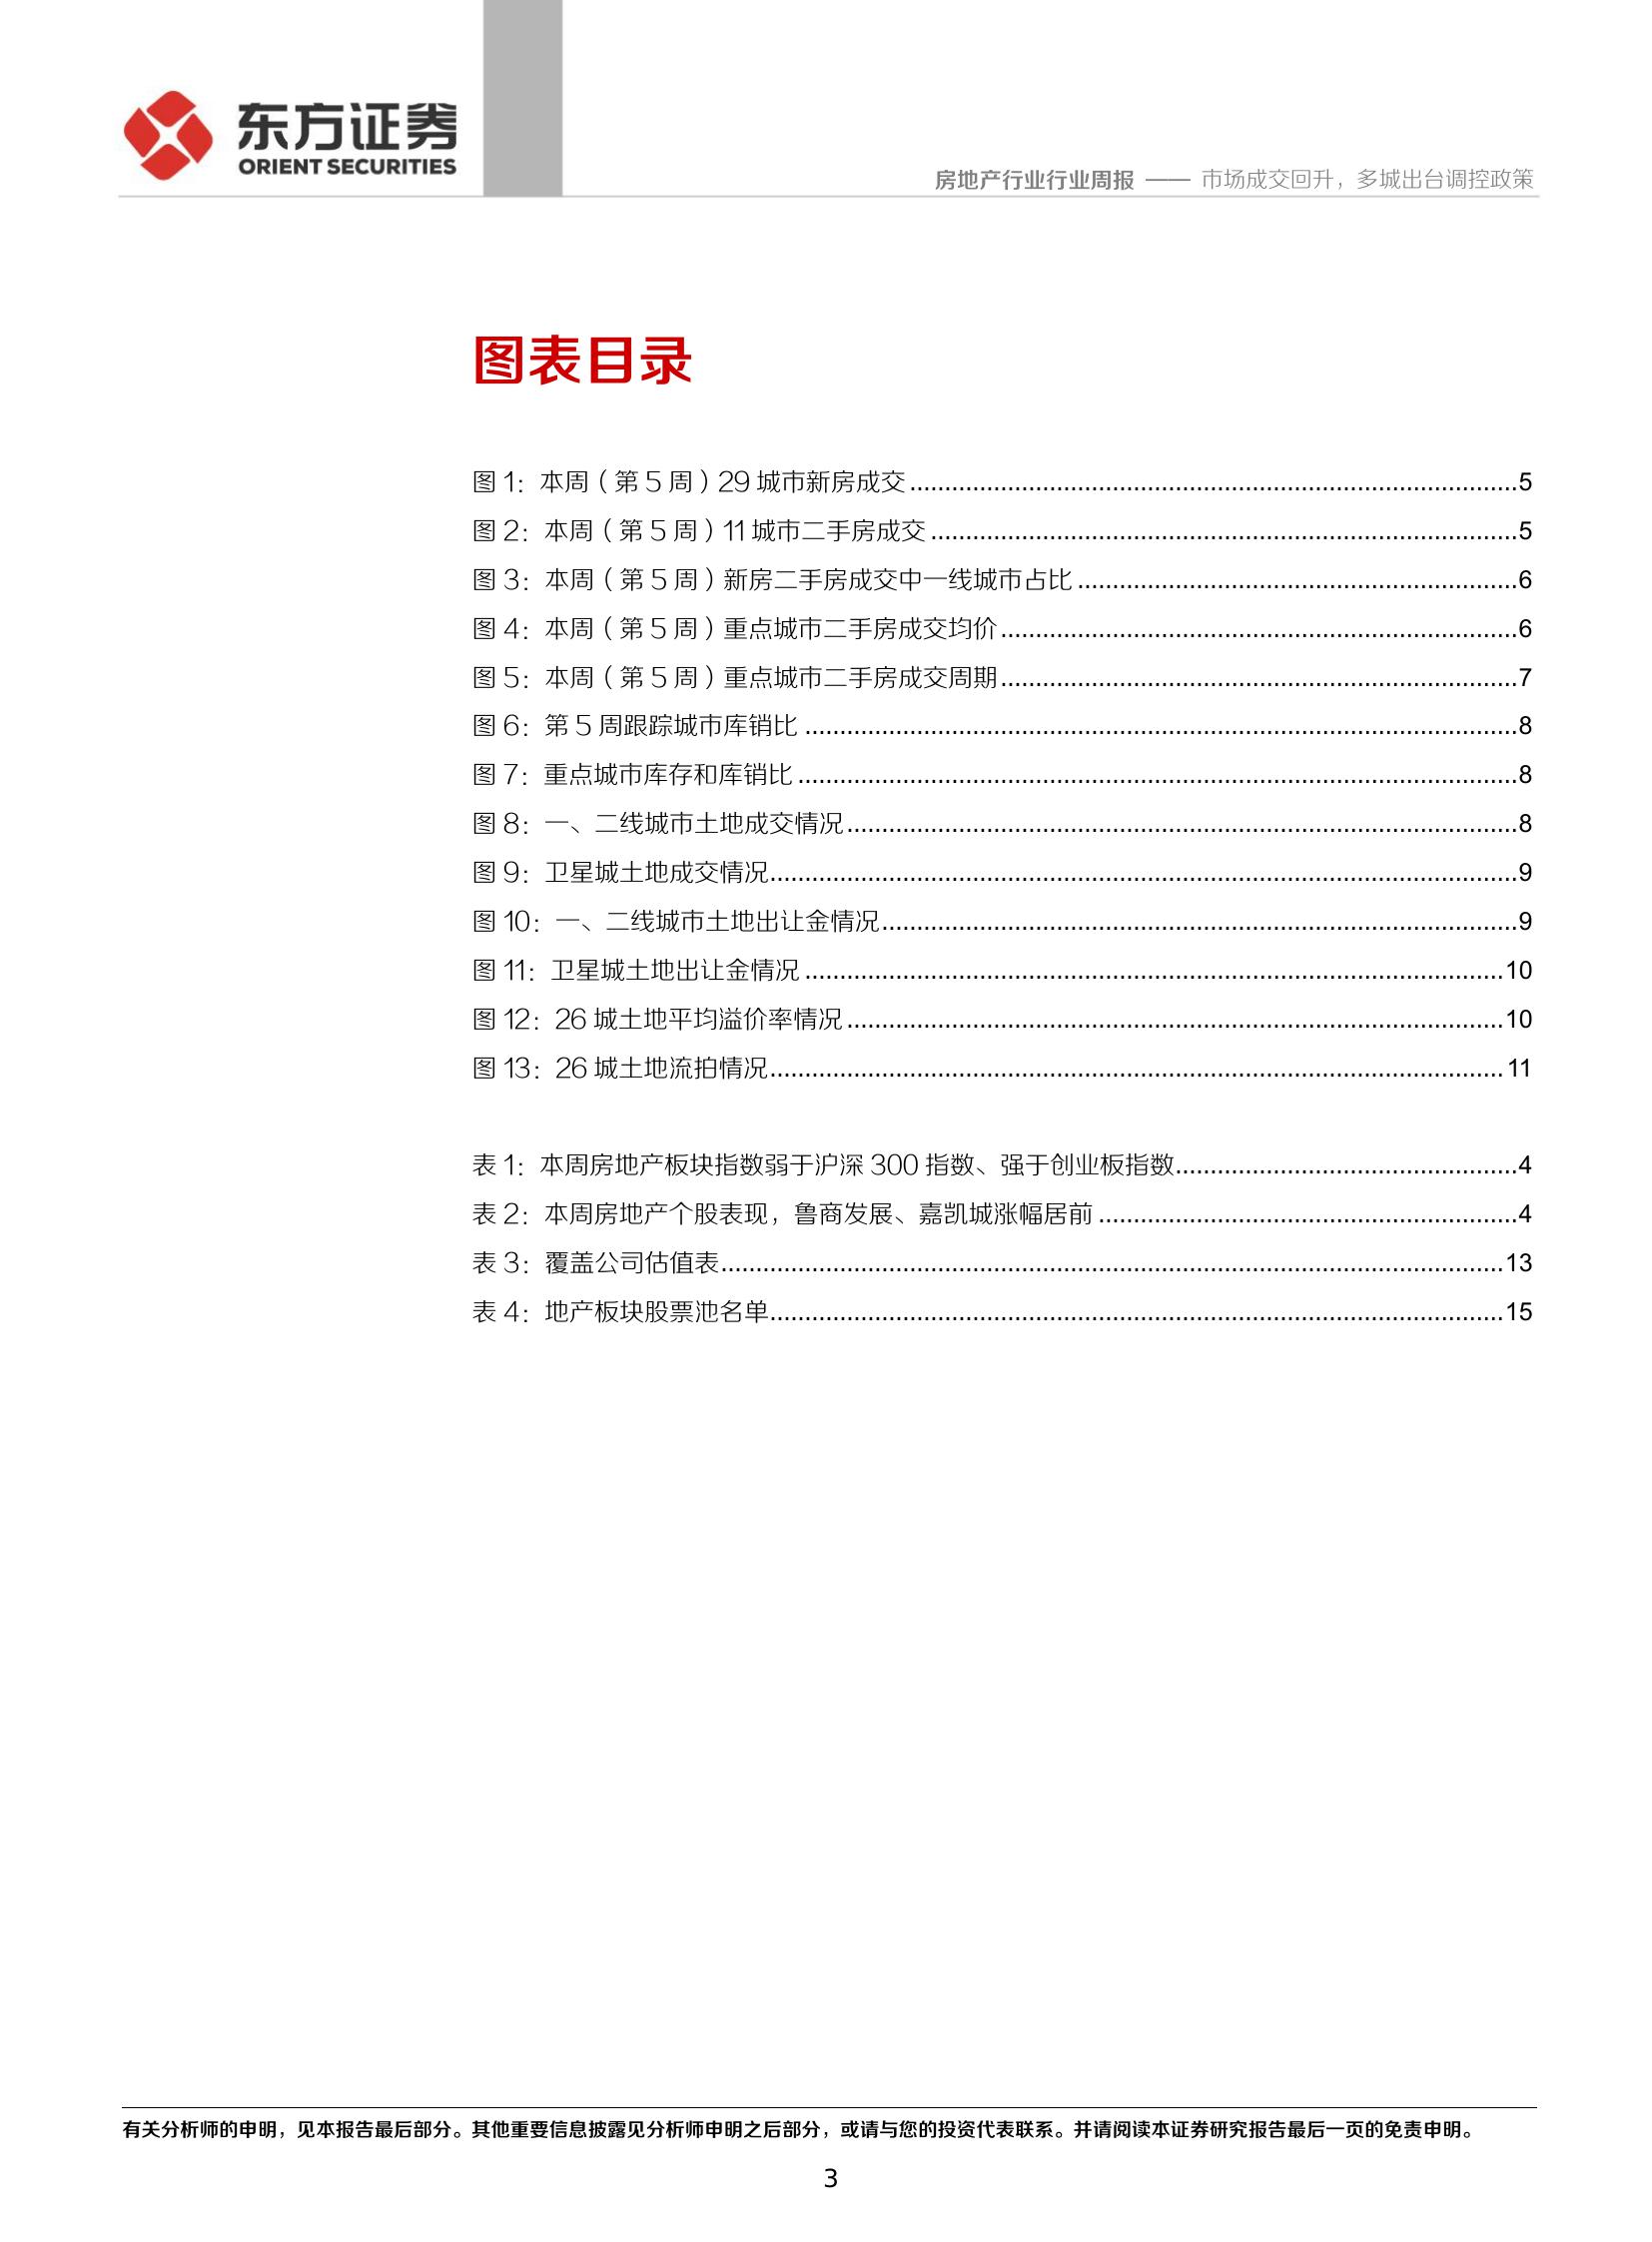 东方证券
ORIENT SECURITIES
房地产行业行业周报 —— 市场成交回升，多城出台调控政策
图表目录
图 1：本周（第 5 周）29 城市新房成交.......................................................................................5
图 2：本周（第 5 周）11 城市二手房成交....................................................................................5
图 3：本周（第 5 周）新房二手房成交中一线城市占比...............................................................6
图 4：本周（第 5 周）重点城市二手房成交均价..........................................................................6
图 5：本周（第 5 周）重点城市二手房成交周期..........................................................................7
图 6：第 5 周跟踪城市库销比......................................................................................................8
图 7：重点城市库存和库销比.......................................................................................................8
图 8：一、二线城市土地成交情况................................................................................................8
图 9：卫星城土地成交情况...........................................................................................................9
图 10：一、二线城市土地出让金情况...........................................................................................9
图 11：卫星城土地出让金情况....................................................................................................10
图 12：26 城土地平均溢价率情况..............................................................................................10
图 13：26 城土地流拍情况.........................................................................................................11
表 1：本周房地产板块指数弱于沪深 300 指数、强于创业板指数.................................................4
表 2：本周房地产个股表现，鲁商发展、嘉凯城涨幅居前............................................................4
表 3：覆盖公司估值表................................................................................................................13
表 4：地产板块股票池名单.........................................................................................................15
有关分析师的申明，见本报告最后部分。其他重要信息披露见分析师申明之后部分，或请与您的投资代表联系。并请阅读本证券研究报告最后一页的免责申明。
3